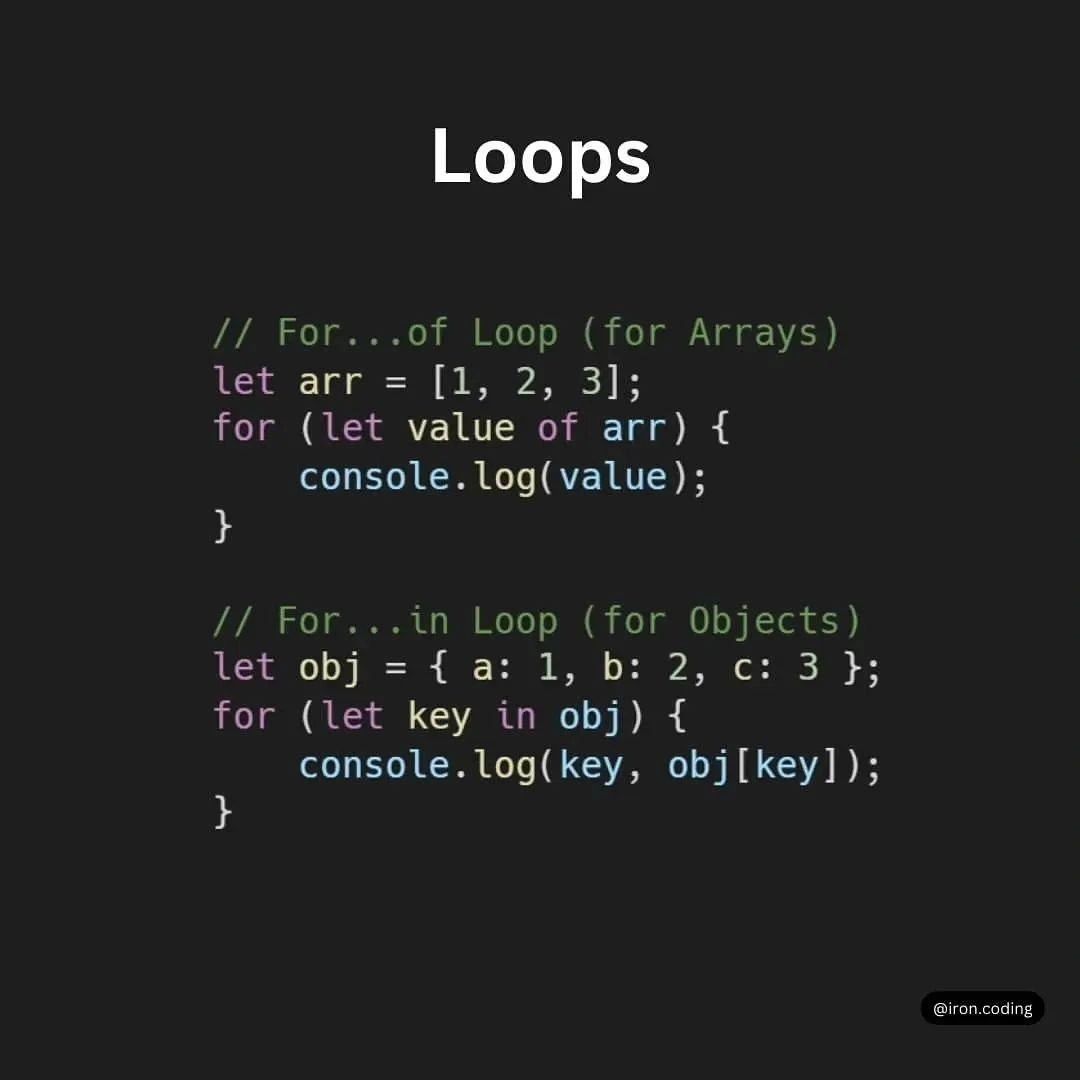 Loops
// For...of Loop (for Arrays)
let arr = [1, 2, 3];
for (let value of arr) {
    console.log(value);
}
// For...in Loop (for Objects)
let obj = { a: 1, b: 2, c: 3 };
for (let key in obj) {
    console.log(key, obj[key]);
}
@iron.coding